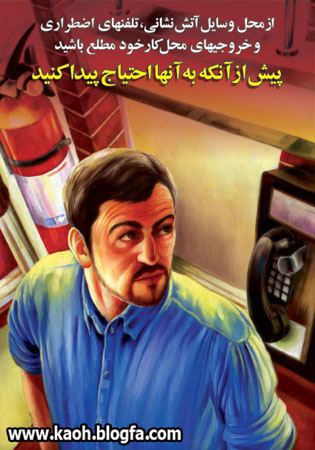 از محل وسایل آتش نشانی، تلفنهای اضطراری
و خروجیهای محل کار خود مطلع باشید
پیش از آنکه به آنها احتیاج پیدا کنید
www.kaoh.blogfa.com